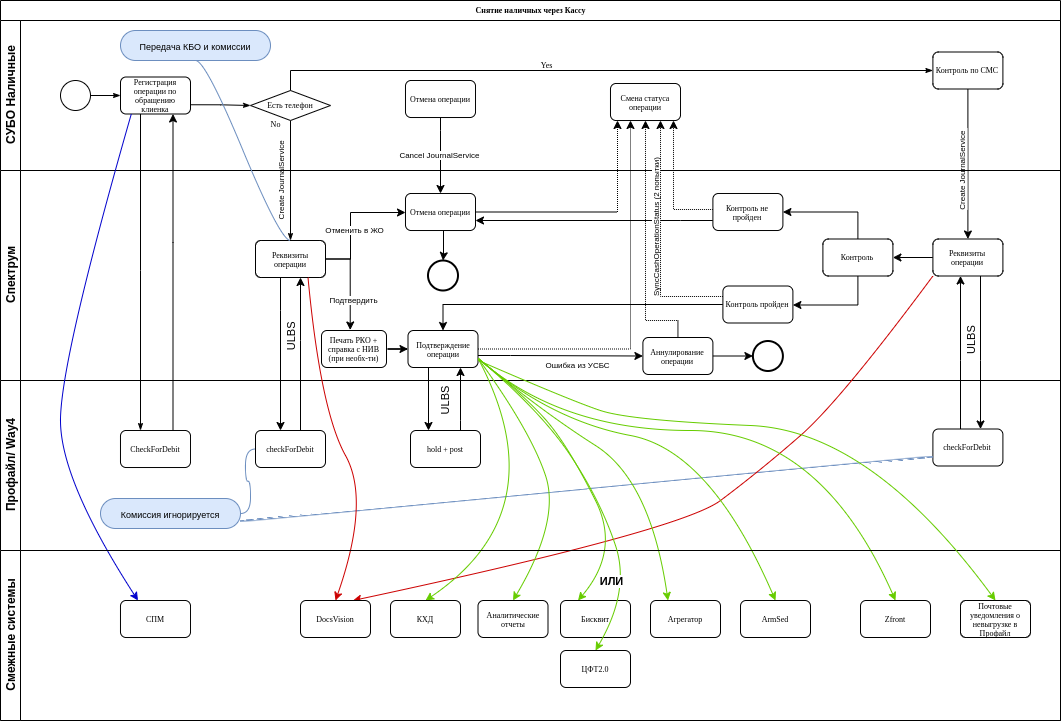 Снятие наличных через Кассу
СУБО Наличные
Передача КБО и комиссии
Регистрация
операции по
обращению
клиенка
Есть телефон
Yes
No
Отмена операции
Смена статуса
операции
Контроль по СМС
Create JournalService
Cancel JournalService
SyncCashOperationStatus (2 попытки)
Create JournalService
Спектрум
Отмена операции
Контроль не
пройден
Отменить в ЖО
Реквизиты
операции
Контроль
Реквизиты
операции
Подтвердить
Контроль пройден
ULBS
Печать РКО +
справка с НИВ
(при необх-ти)
Подтверждение
операции
Аннулирование
операции
Ошибка из УСБС
ULBS
ULBS
Профайл/ Way4
CheckForDebit
checkForDebit
hold + post
checkForDebit
Комиссия игнорируется
Смежные системы
ИЛИ
СПМ
DocsVision
КХД
Аналитические
отчеты
Бисквит
Агрегатор
ArmSed
Zfront
Почтовые
уведомления о
невыгрузке в
Профайл
ЦФТ2.0